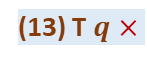 (13) T q ×